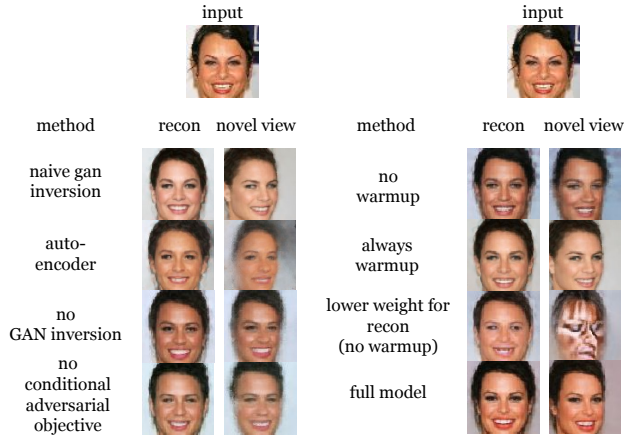 input
method recon novel view
naive gan
inversion
auto-
encoder
no
GAN inversion
no
conditional
adversarial
objective
input
method recon novel view
no
warmup
always
warmup
lower weight for
recon
(no warmup)
full model